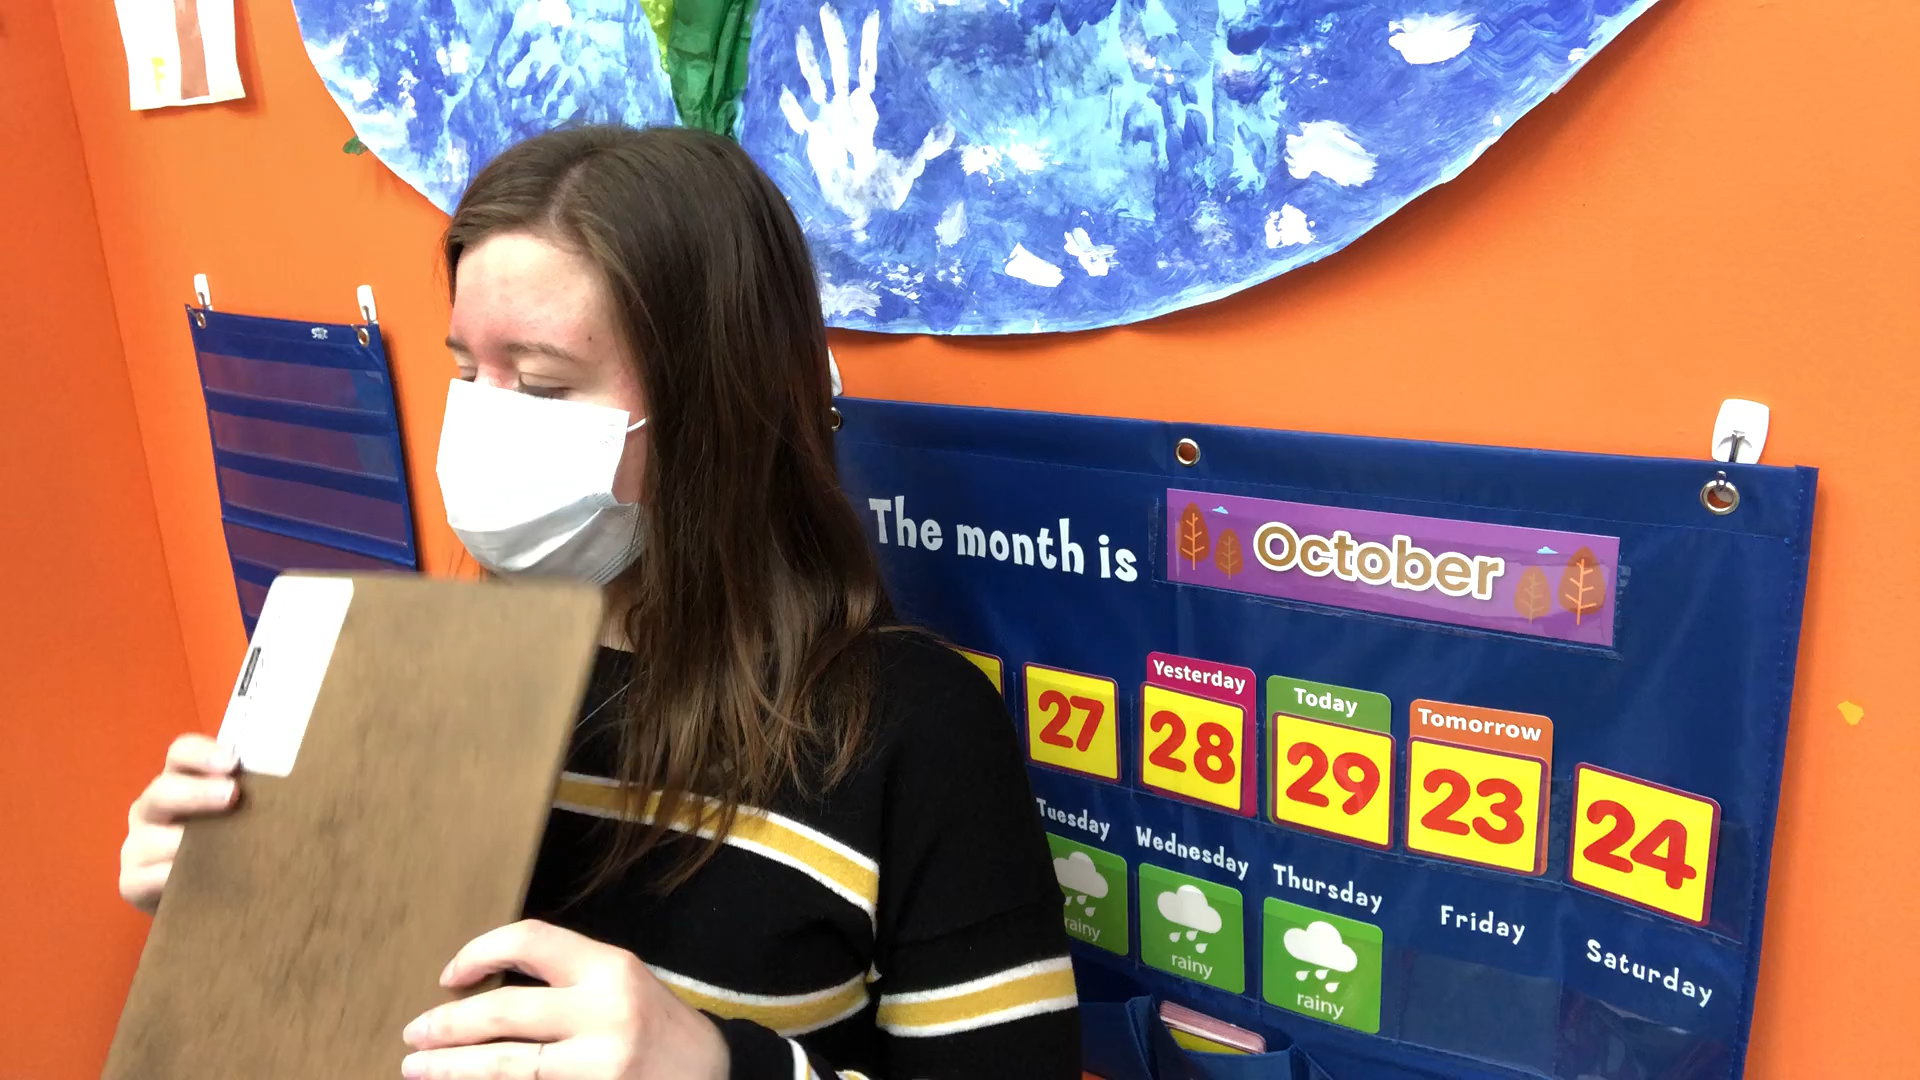 The month is October
Yesterday Today Tomorrow
27 28 29 23 24
Tuesday Wednesday Thursday Friday Saturday
rainy rainy rainy